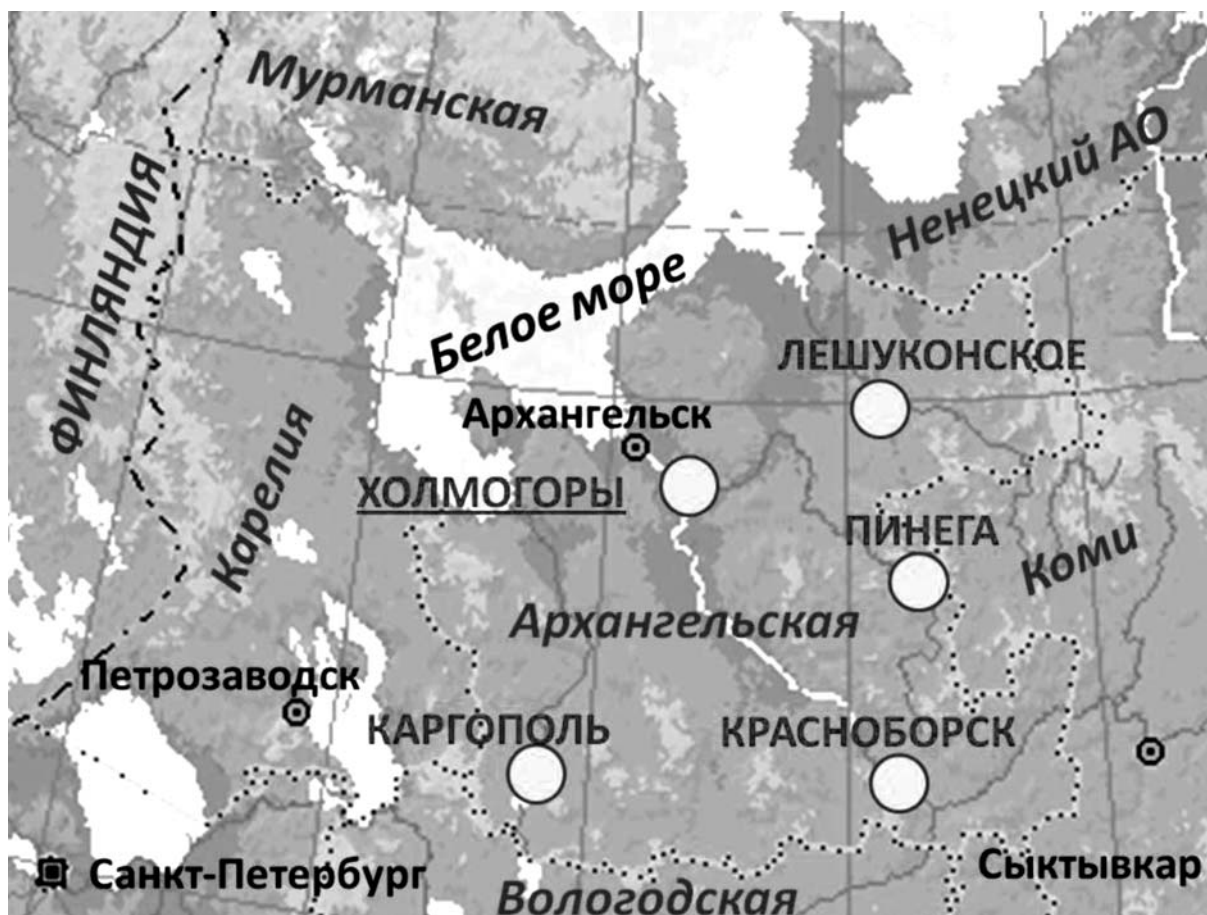 Мурманская
Ненецкий АО
ФИНЛЯНДИЯ
Белое море
ЛЕШУКОНСКОЕ
Архангельск
Карелия
ХОЛМОГОРЫ
ПИНЕГА
Коми
Архангельская
Петрозаводск
КАРГОПОЛЬ
КРАСНОБОРСК
Санкт-Петербург
Сыктывкар
Вологодская